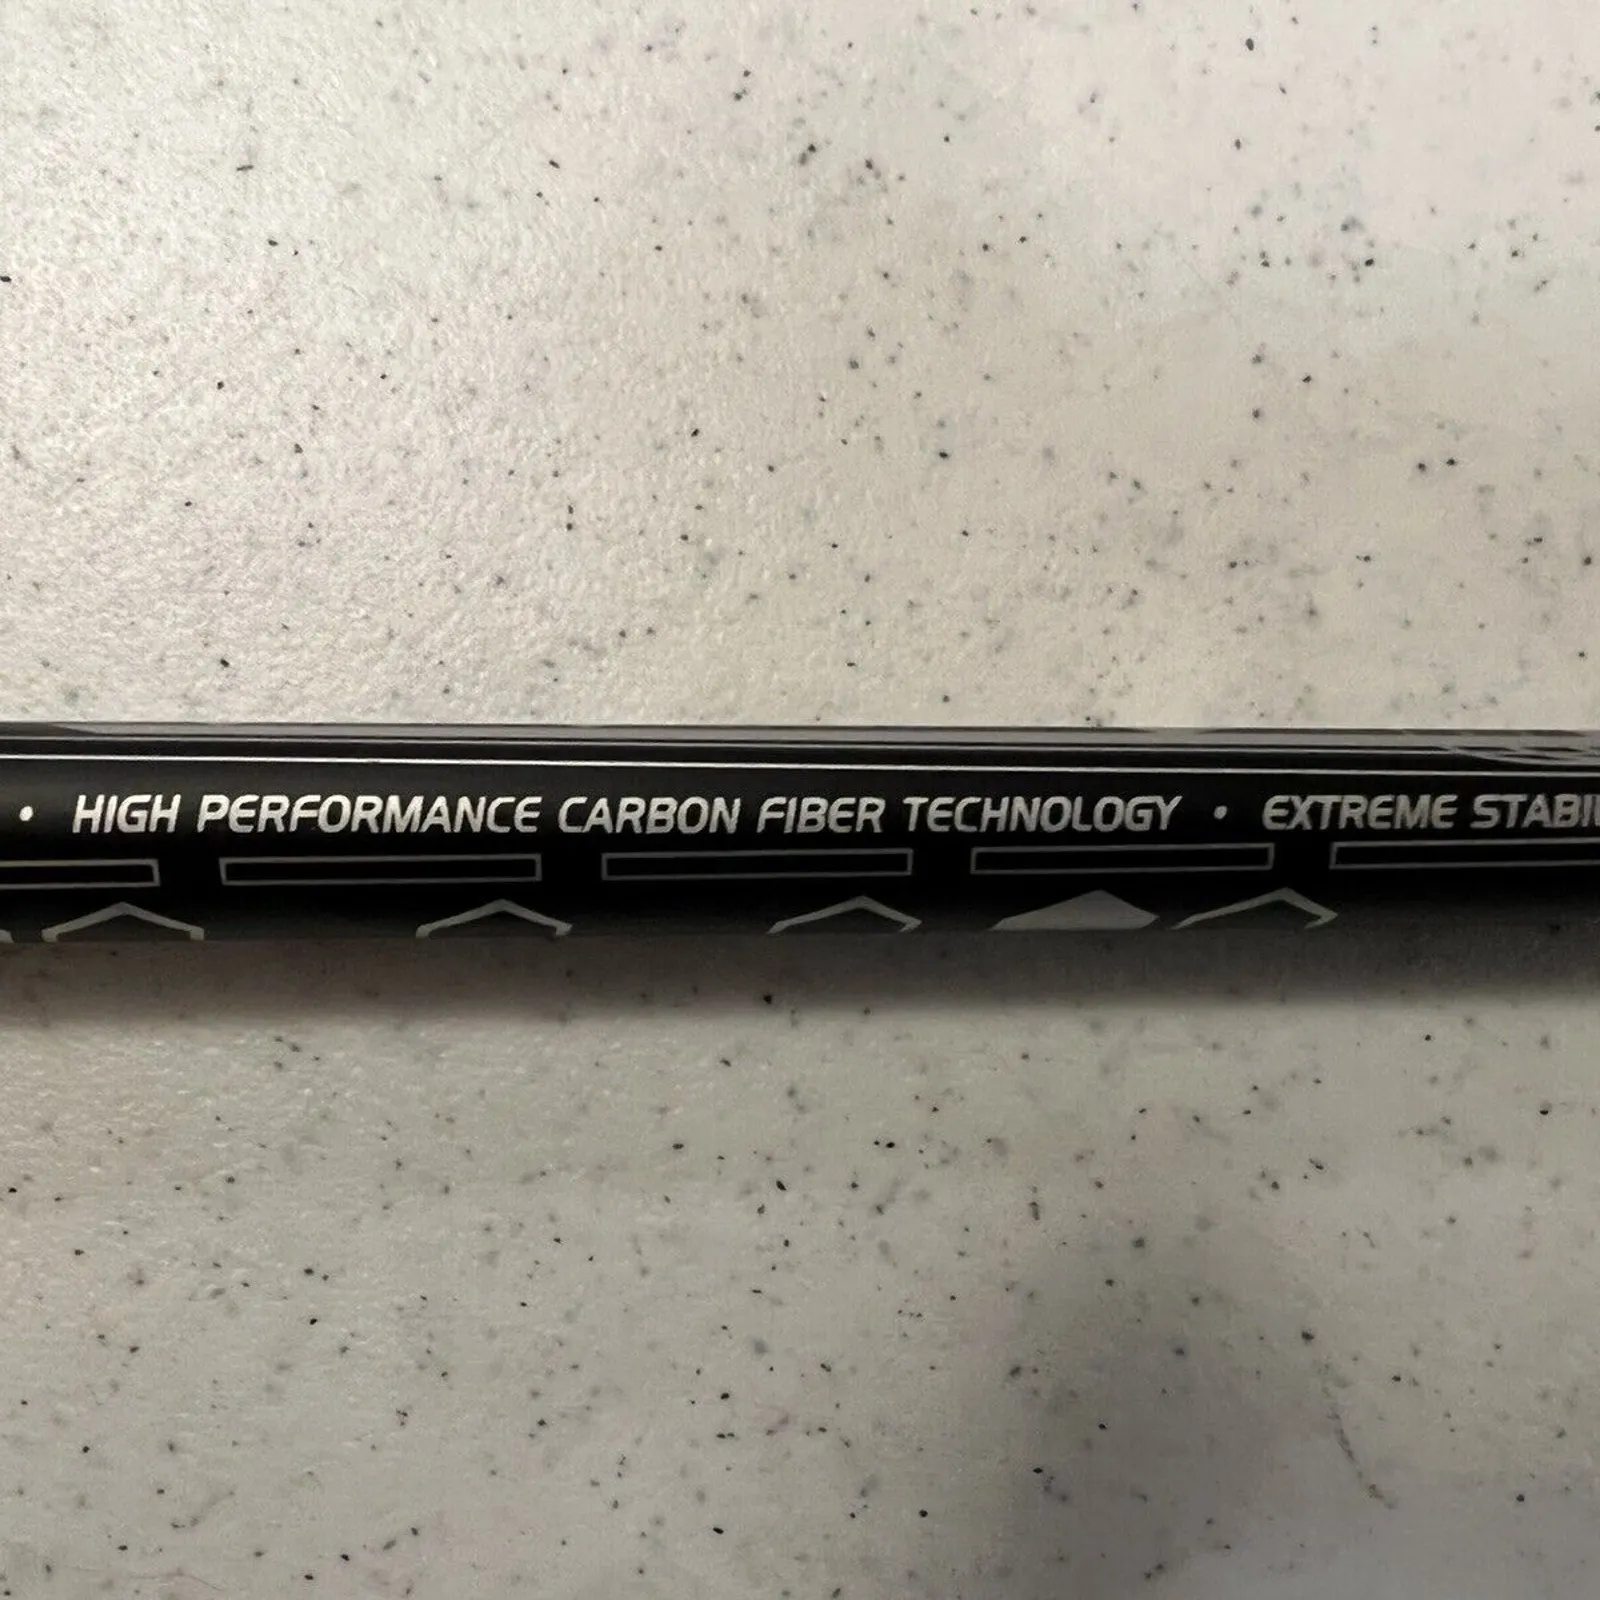 • HIGH PERFORMANCE CARBON FIBER TECHNOLOGY • EXTREME